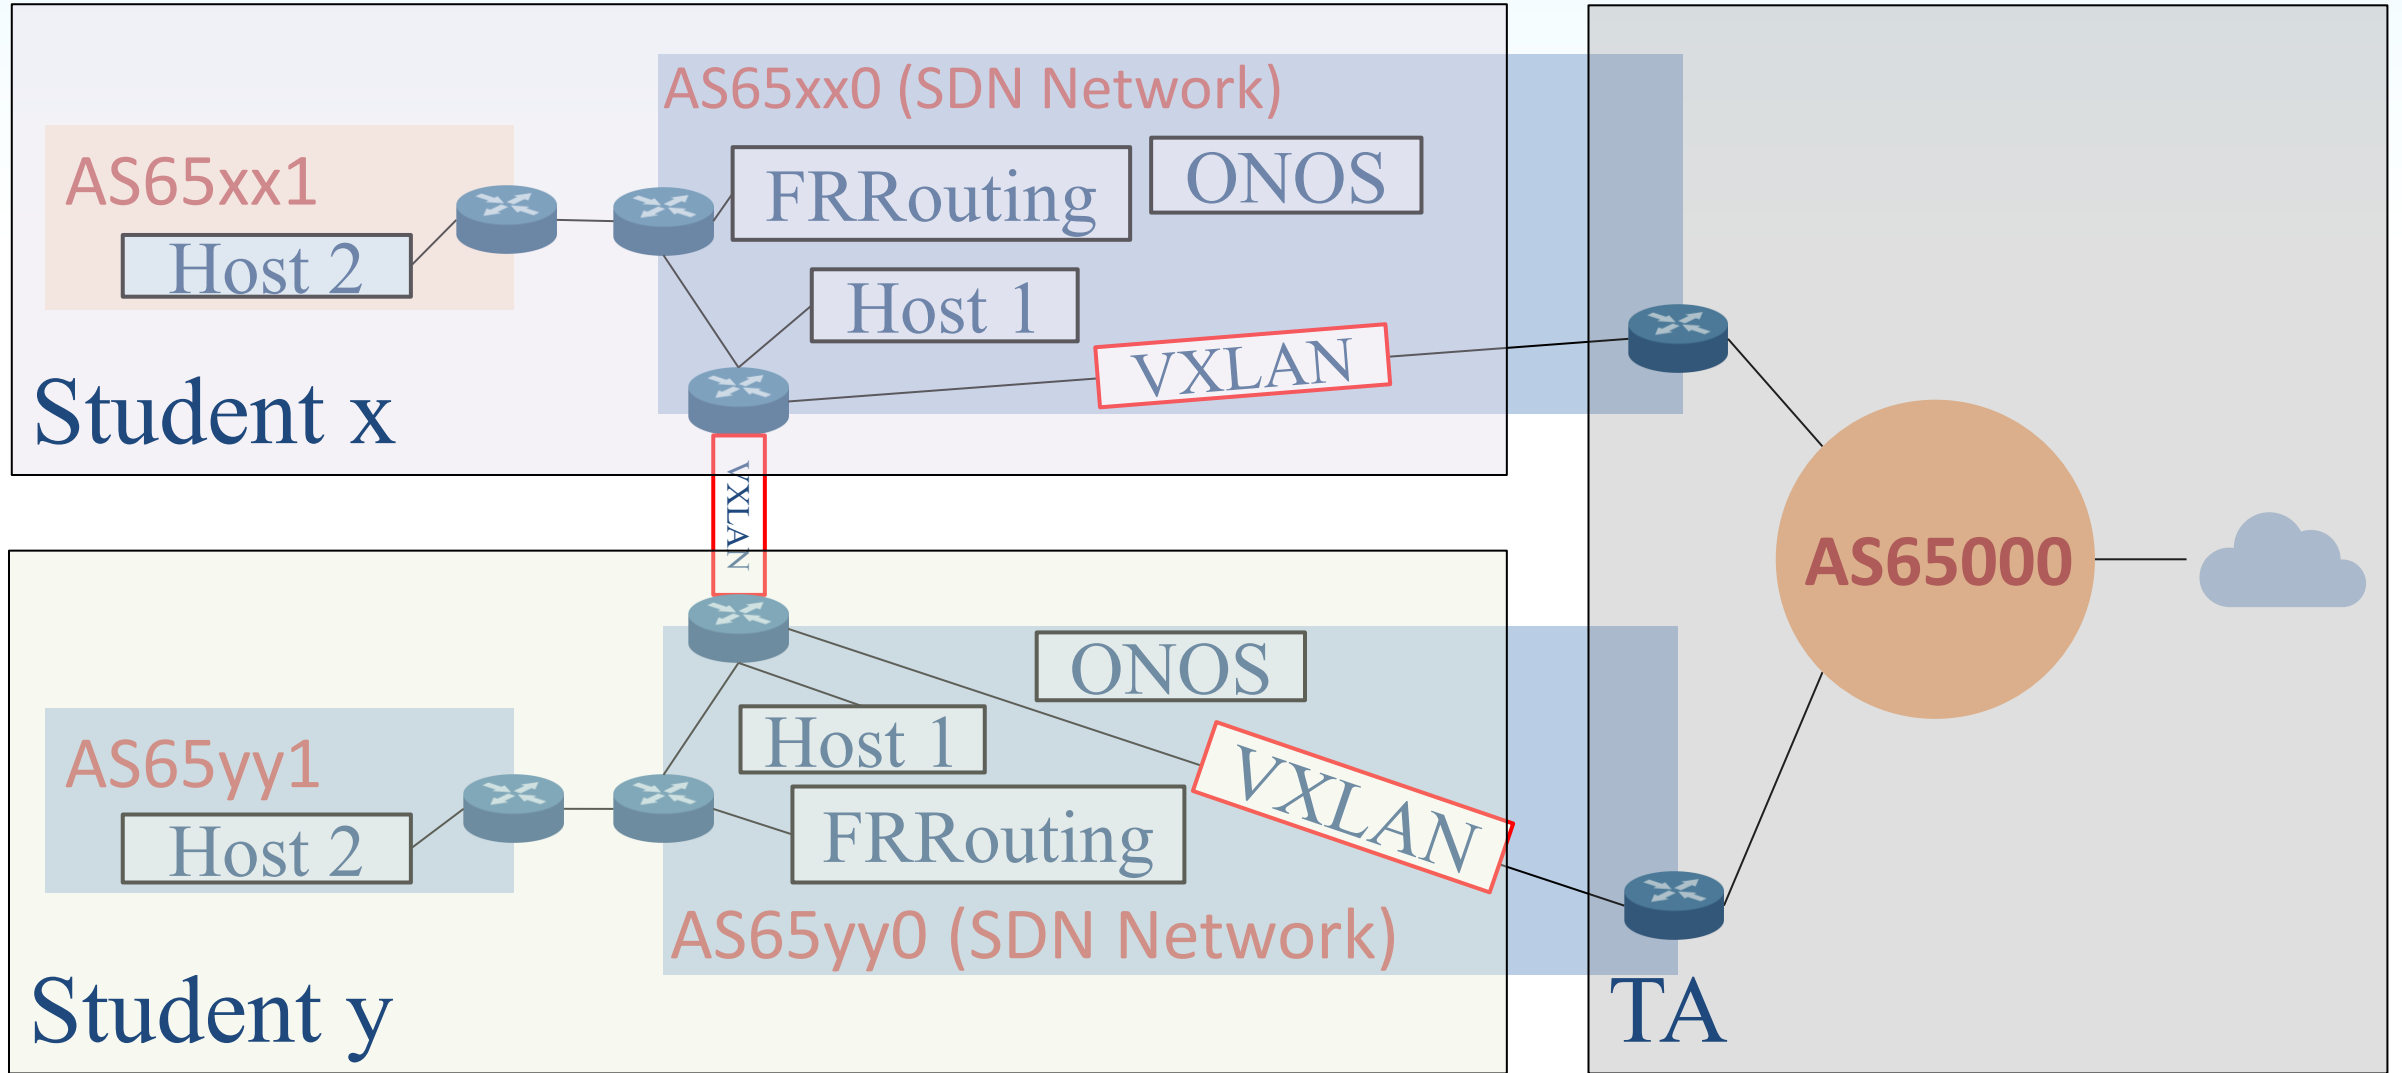 AS65xx0 (SDN Network)
AS65xx1
FRRouting
ONOS
Host 2
Host 1
VXLAN
Student x
VXLAN
AS65000
ONOS
Host 1
AS65yy1
VXLAN
Host 2
FRRouting
AS65yy0 (SDN Network)
Student y
TA